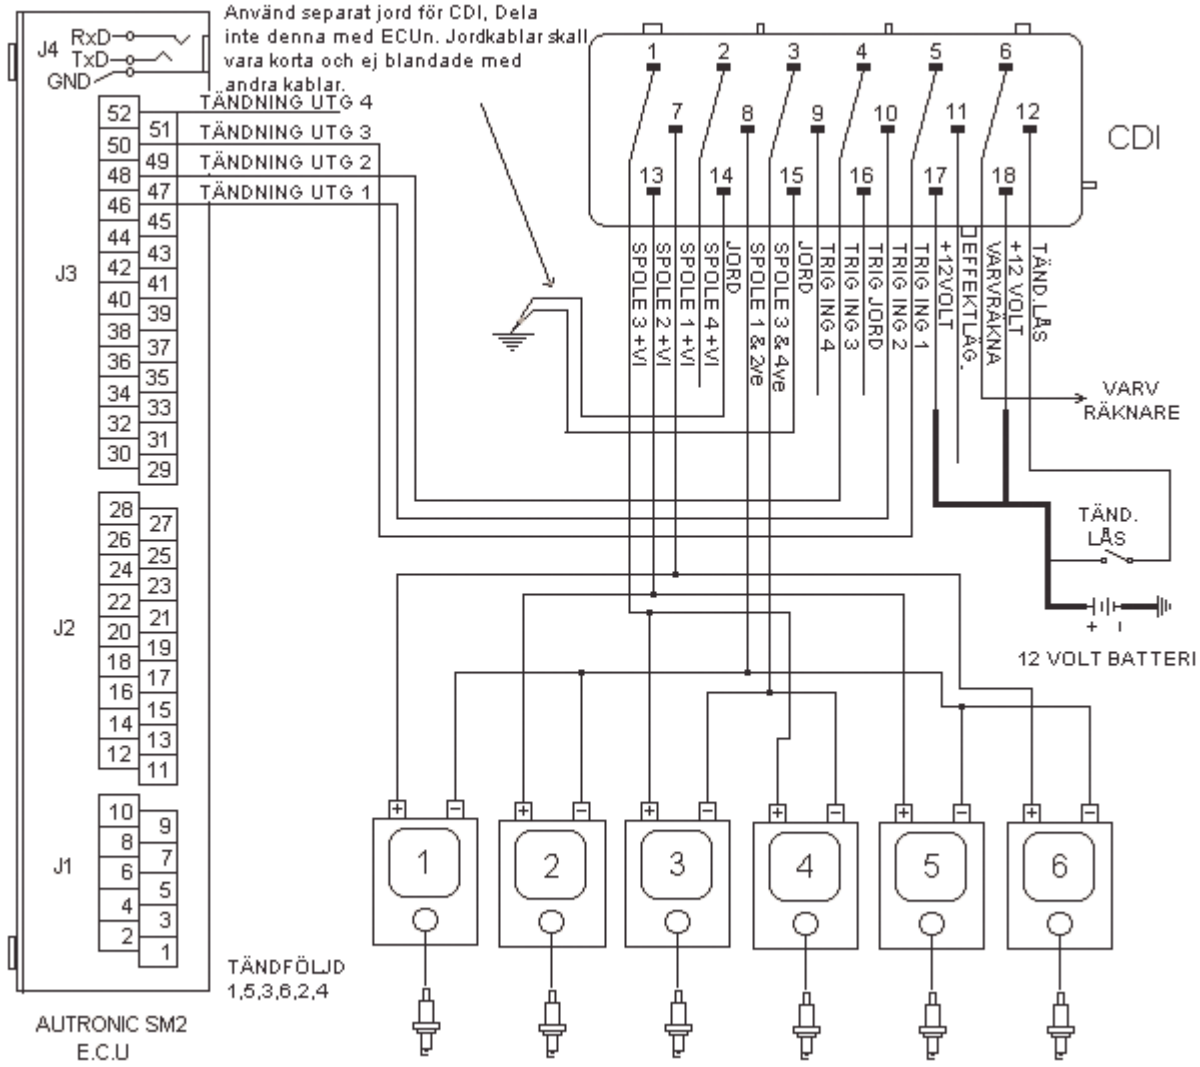 Använd separat jord för CDI, Dela
inte denna med ECUn. Jordkablar skall
vara korta och ej blandade med
andra kablar.
J4
RxD
TxD
GND
TÄNDNING UTG 4
TÄNDNING UTG 3
TÄNDNING UTG 2
TÄNDNING UTG 1
J3
52
51
50
49
48
47
46
45
44
43
42
41
40
39
38
37
36
35
34
33
32
31
30
29
J2
28
27
26
25
24
23
22
21
20
19
18
17
16
15
14
13
12
11
J1
10
9
8
7
6
5
4
3
2
1
AUTRONIC SM2
E.C.U
TÄNDFÖLJD
1,5,3,6,2,4
CDI
1 2 3 4 5 6
7 8 9 10 11 12
13 14 15 16 17 18
SPOLE 3 +VI
SPOLE 2 +VI
SPOLE 1 +VI
SPOLE 4 +VI
JORD
SPOLE 1 & 2ve
SPOLE 3 & 4ve
JORD
TRIG ING 4
TRIG ING 3
TRIG JORD
TRIG ING 2
TRIG ING 1
+12VOLT
EFFEKTLÄG.
VARVRÄKNA
+12 VOLT
TÄND.LÅS
VARV
RÄKNARE
TÄND.
LÅS
+ -
12 VOLT BATTERI
+ - + - + - + - + - + -
1 2 3 4 5 6